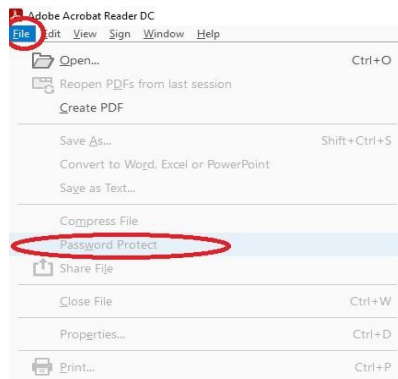 Adobe Acrobat Reader DC
File Edit View Sign Window Help
Open... Ctrl+O
Reopen PDFs from last session
Create PDF
Save As... Shift+Ctrl+S
Convert to Word, Excel or PowerPoint
Save as Text...
Compress File
Password Protect
Share File
Close File Ctrl+W
Properties... Ctrl+D
Print... Ctrl+P